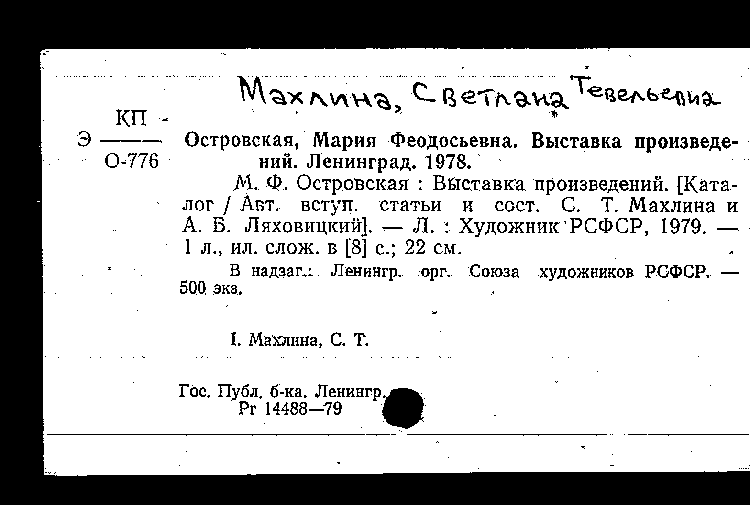 Махлина, Светлана Тевельевна
КП
Э
О-776
Островская, Мария Феодосьевна. Выставка произведе-
ний. Ленинград. 1978.
М. Ф. Островская : Выставка произведений. [Ката-
лог / Авт. вступ. статьи и сост. С. Т. Махлина и
А. Б. Ляховицкий]. — Л. : Художник РСФСР, 1979. —
1 л., ил. слож. в [8] с.; 22 см.
В надзаг.: Ленингр. орг. Союза художников РСФСР. —
500 экз.
I. Махлина, С. Т.
Гос. Публ. б-ка. Ленингр.
Рг 14488—79